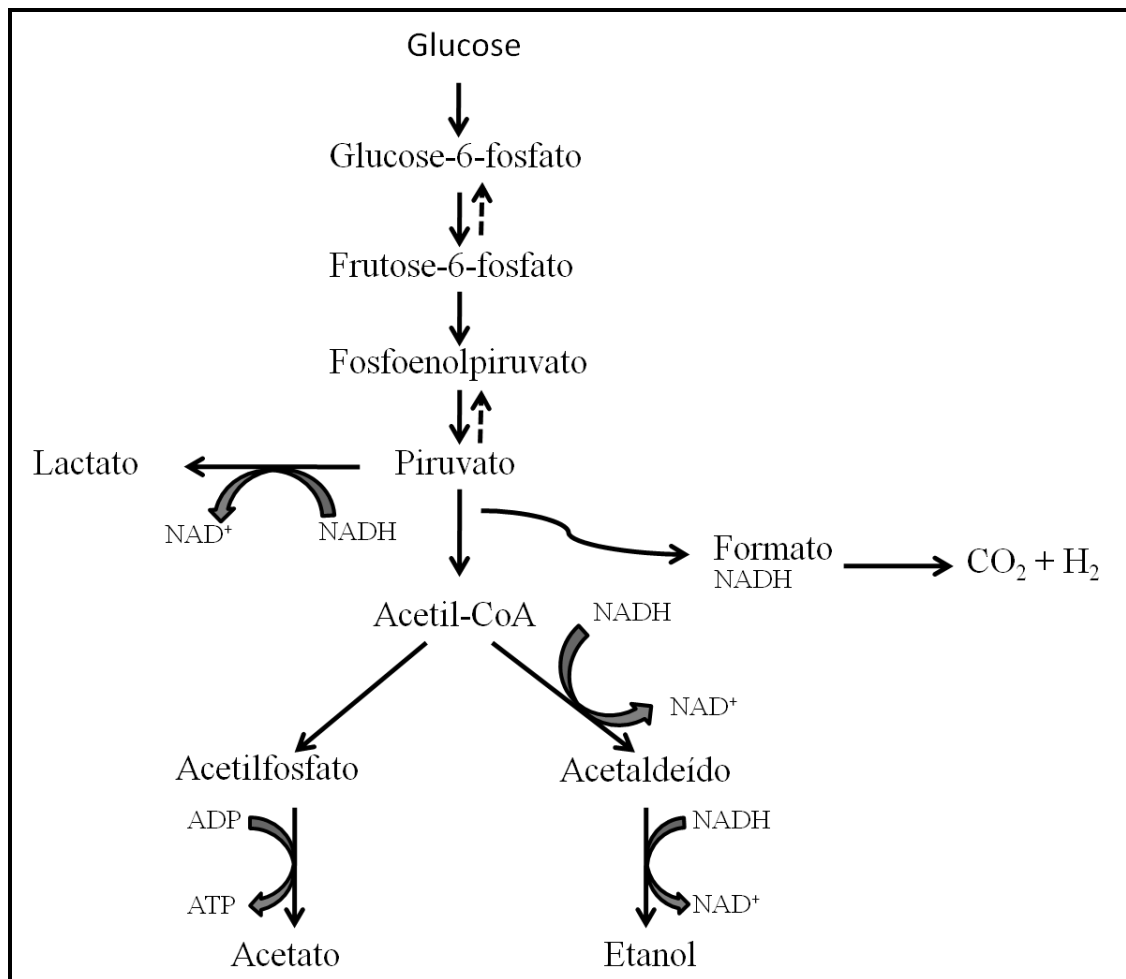 Glucose
Glucose-6-fosfato
Frutose-6-fosfato
Fosfoenolpiruvato
Lactato
Piruvato
NAD⁺
NADH
Formato
NADH
CO₂ + H₂
Acetil-CoA
NADH
NAD⁺
Acetilfosfato
Acetaldeído
ADP
NADH
ATP
NAD⁺
Acetato
Etanol